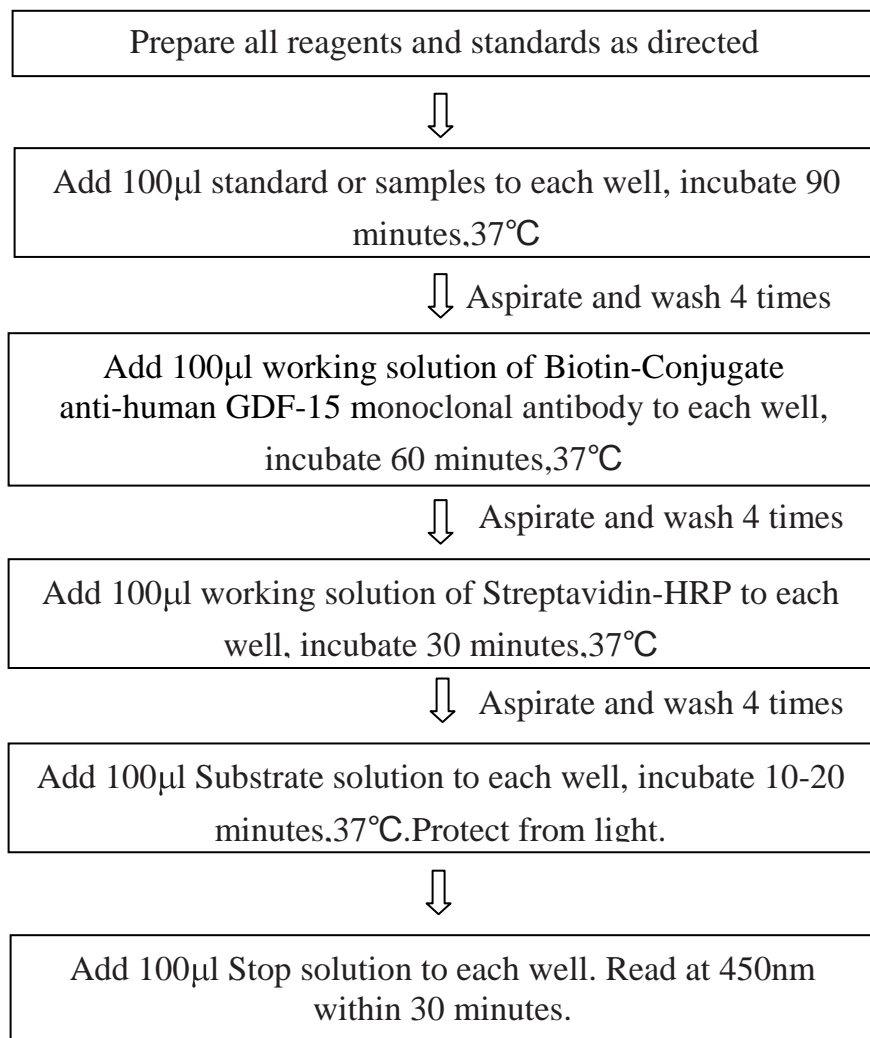 Prepare all reagents and standards as directed
Add 100μl standard or samples to each well, incubate 90
minutes,37℃
Aspirate and wash 4 times
Add 100μl working solution of Biotin-Conjugate
anti-human GDF-15 monoclonal antibody to each well,
incubate 60 minutes,37℃
Aspirate and wash 4 times
Add 100μl working solution of Streptavidin-HRP to each
well, incubate 30 minutes,37℃
Aspirate and wash 4 times
Add 100μl Substrate solution to each well, incubate 10-20
minutes,37℃.Protect from light.
Add 100μl Stop solution to each well. Read at 450nm
within 30 minutes.